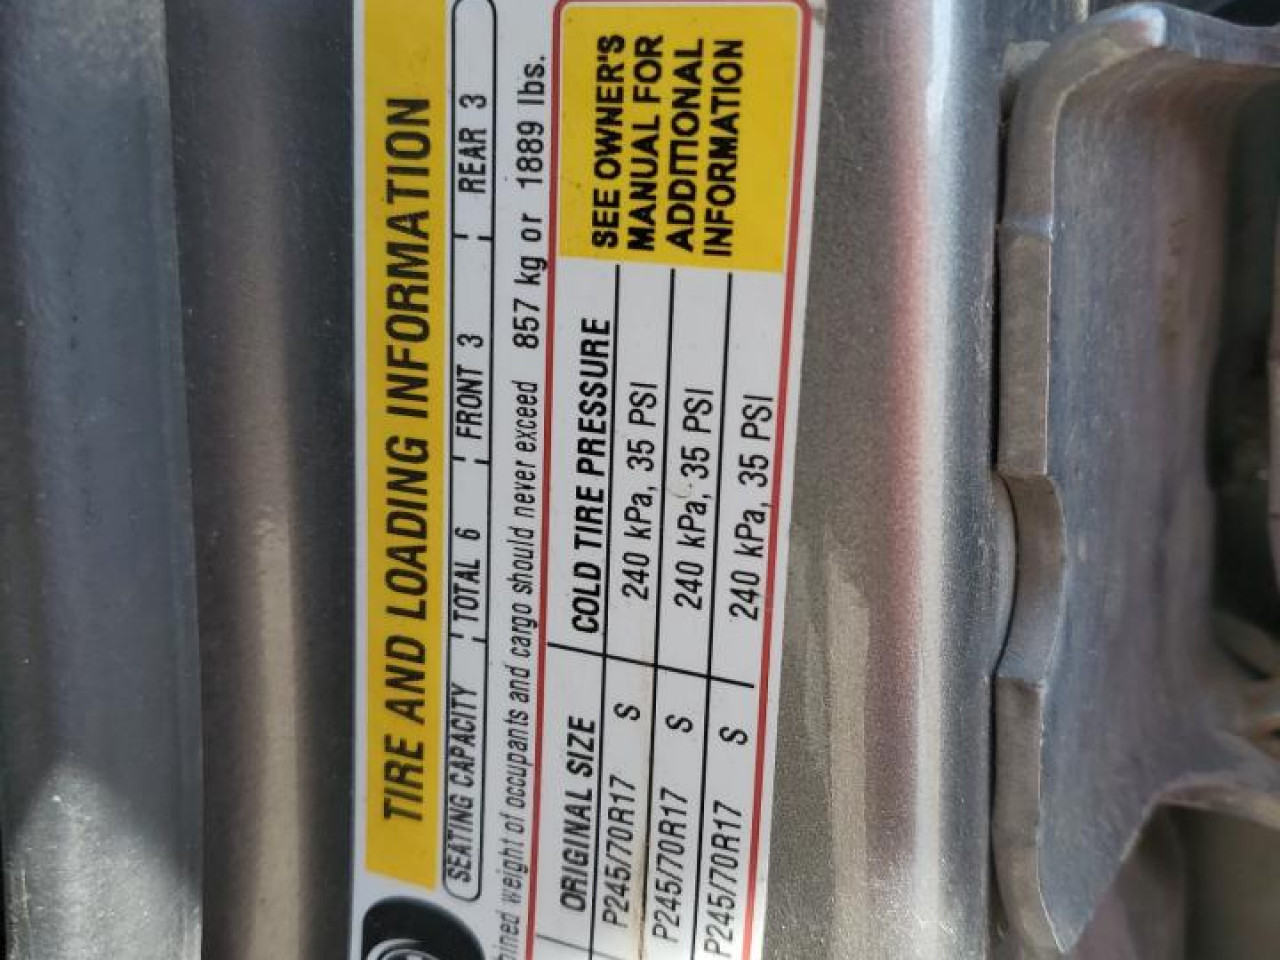 TIRE AND LOADING INFORMATION
SEATING CAPACITY TOTAL 6 FRONT 3 REAR 3
weight of occupants and cargo should never exceed 857 kg or 1889 lbs.
ORIGINAL SIZE COLD TIRE PRESSURE
P245/70R17 S 240 kPa, 35 PSI
P245/70R17 S 240 kPa, 35 PSI
P245/70R17 S 240 kPa, 35 PSI
SEE OWNER'S
MANUAL FOR
ADDITIONAL
INFORMATION